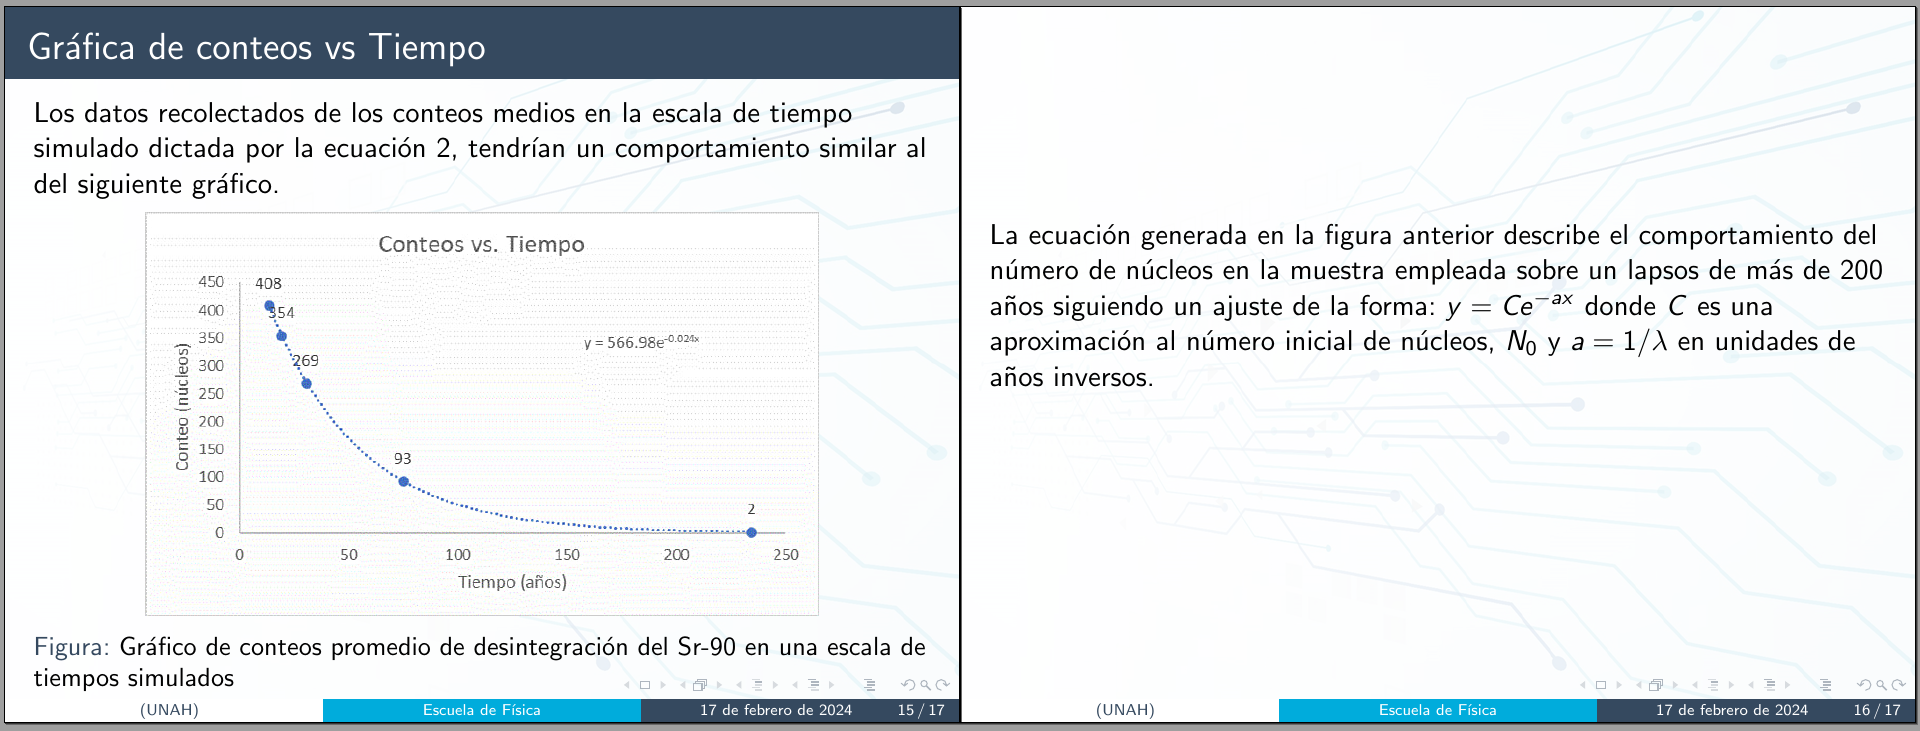 Gráfica de conteos vs Tiempo
Los datos recolectados de los conteos medios en la escala de tiempo
simulado dictada por la ecuación 2, tendrían un comportamiento similar al
del siguiente gráfico.
Conteos vs. Tiempo
450
400
350
300
250
200
150
100
50
0
Conteo (núcleos)
408
354
269
93
2
y = 566.98e^-0.024x
0 50 100 150 200 250
Tiempo (años)
Figura: Gráfico de conteos promedio de desintegración del Sr-90 en una escala de
tiempos simulados
(UNAH) Escuela de Física 17 de febrero de 2024 15 / 17
La ecuación generada en la figura anterior describe el comportamiento del
número de núcleos en la muestra empleada sobre un lapsos de más de 200
años siguiendo un ajuste de la forma: y = Ce^−ax donde C es una
aproximación al número inicial de núcleos, N₀ y a = 1/λ en unidades de
años inversos.
(UNAH) Escuela de Física 17 de febrero de 2024 16 / 17